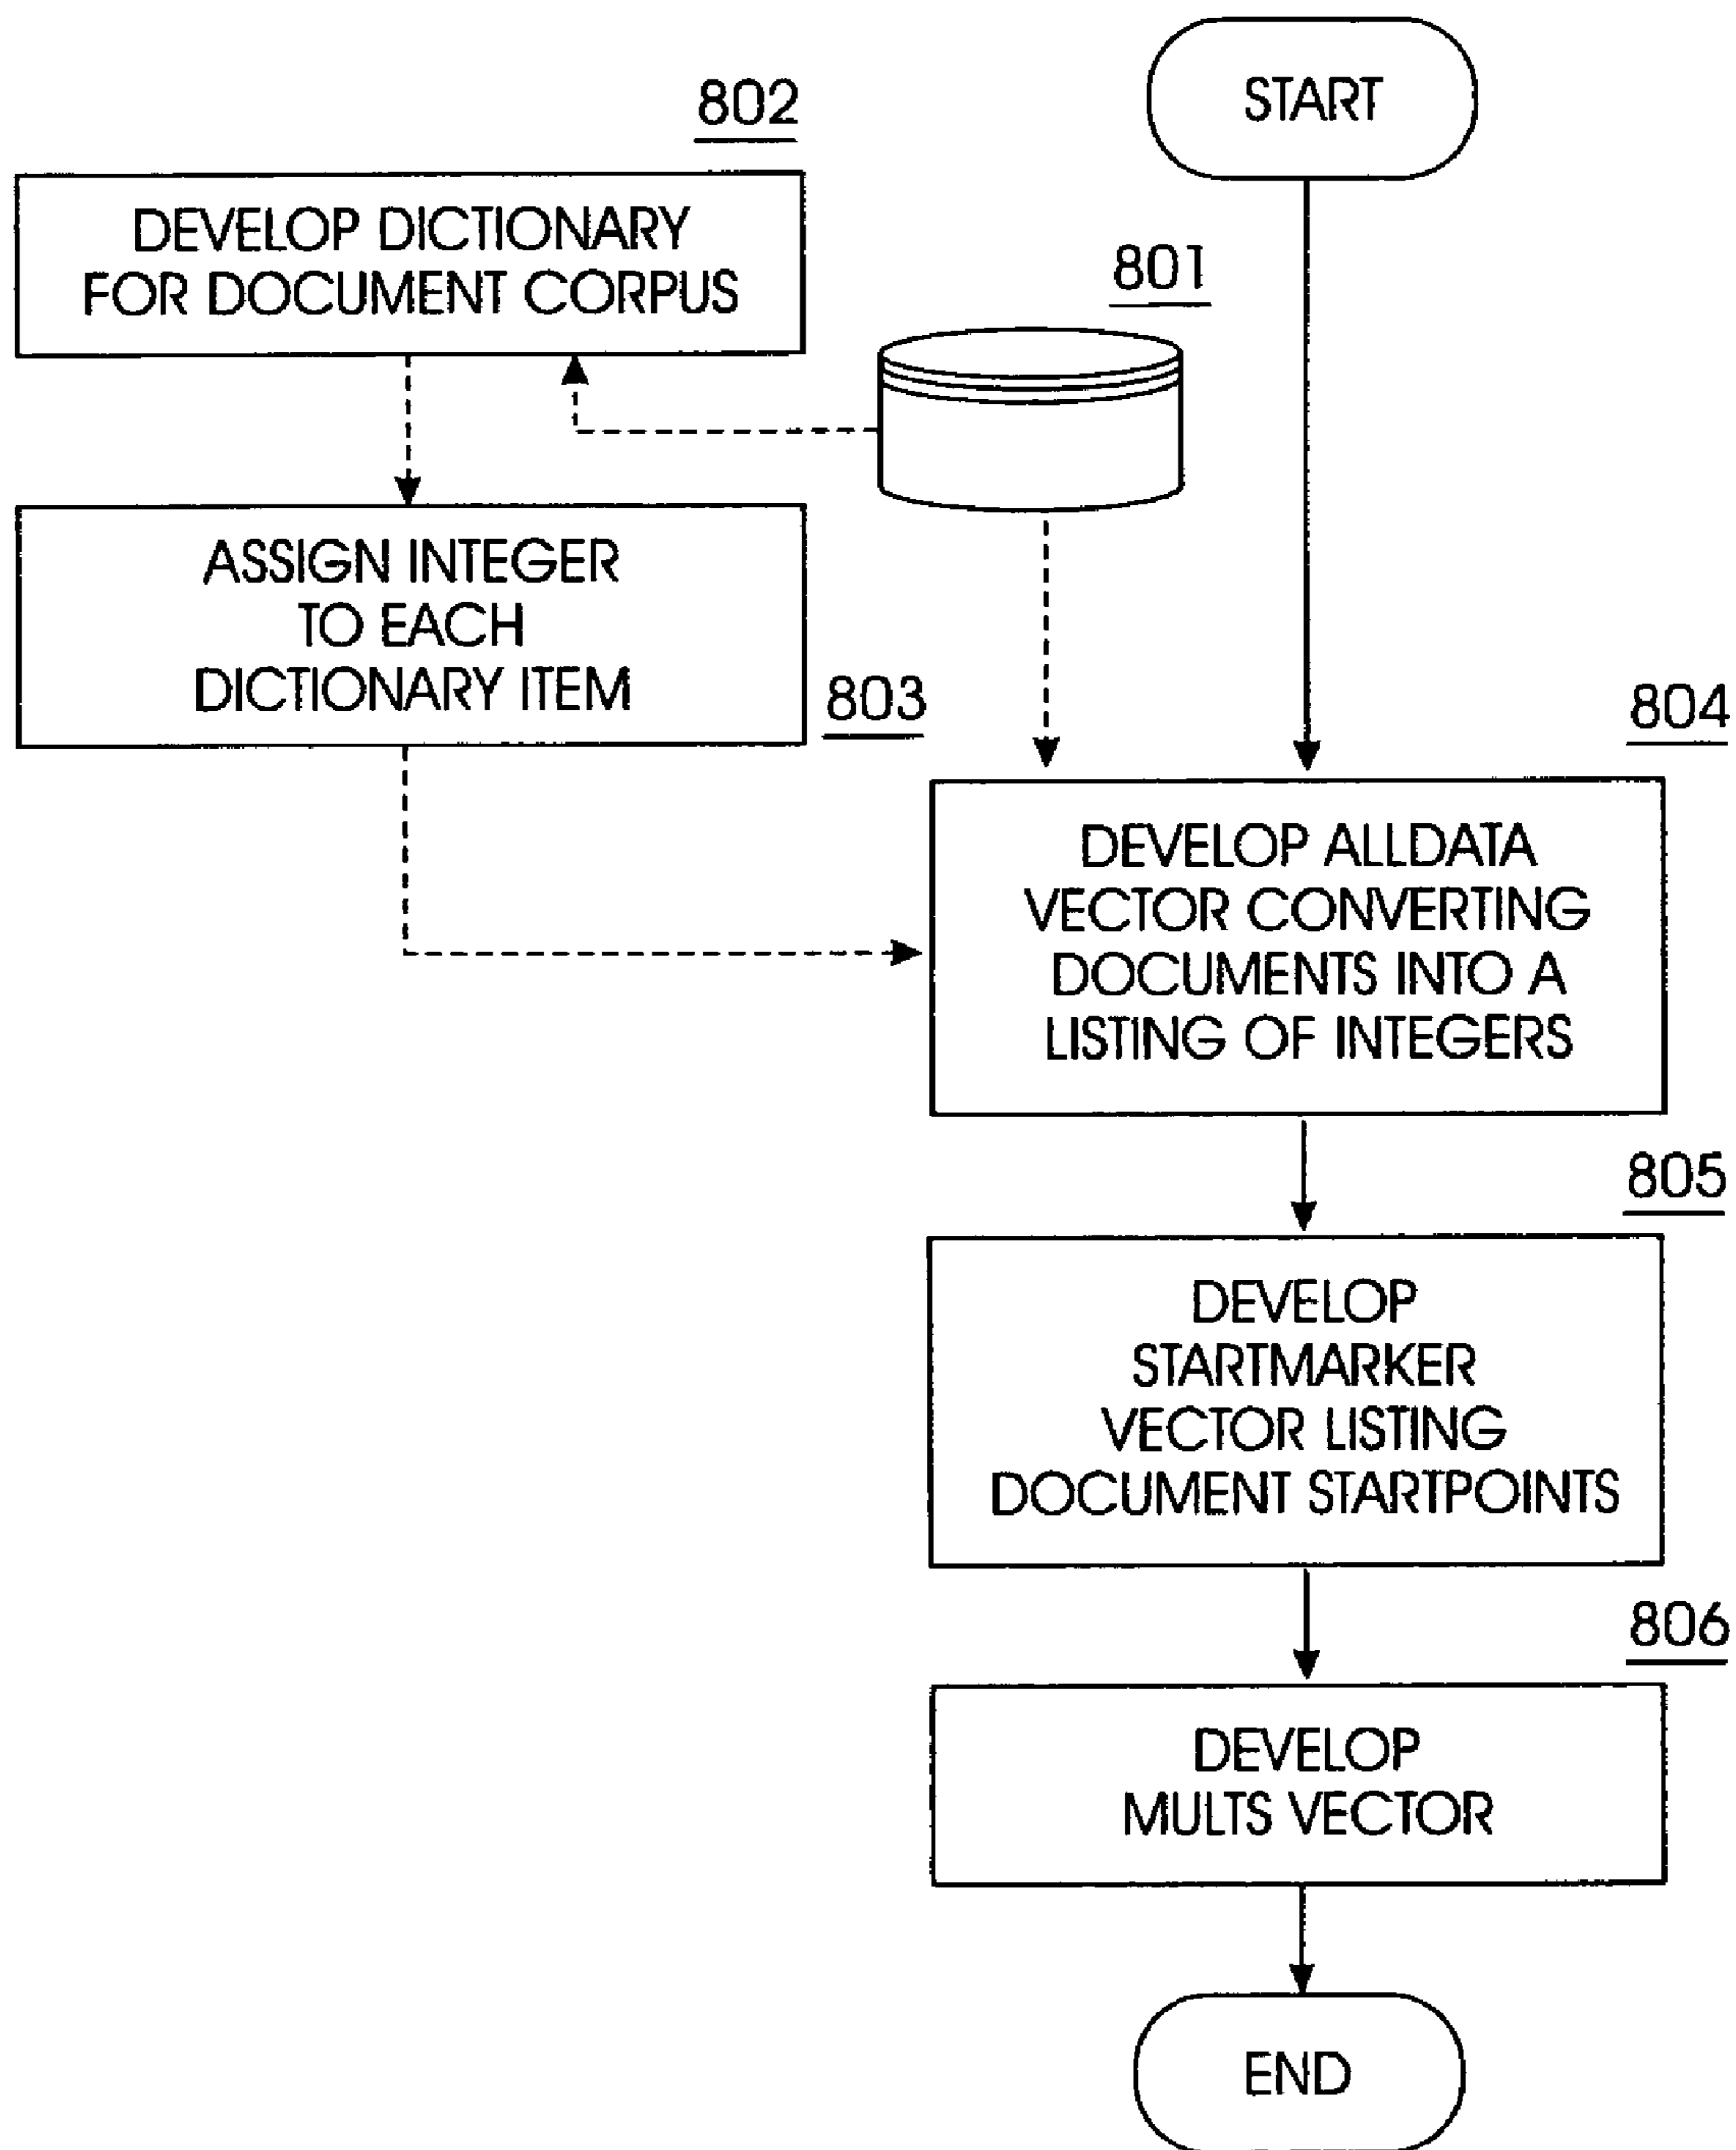 START
802
DEVELOP DICTIONARY
FOR DOCUMENT CORPUS
801
ASSIGN INTEGER
TO EACH
DICTIONARY ITEM
803
804
DEVELOP ALLDATA
VECTOR CONVERTING
DOCUMENTS INTO A
LISTING OF INTEGERS
805
DEVELOP
STARTMARKER
VECTOR LISTING
DOCUMENT STARTPOINTS
806
DEVELOP
MULTS VECTOR
END